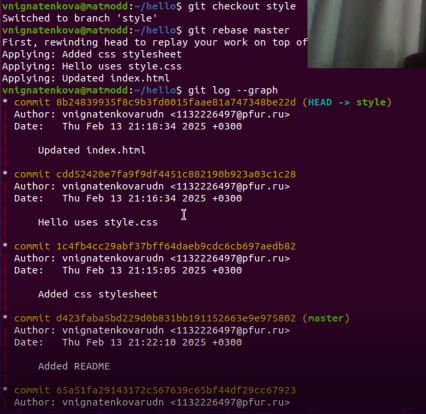 vnignatenkova@matmodd:~/hello$ git checkout style
Switched to branch 'style'
vnignatenkova@matmodd:~/hello$ git rebase master
First, rewinding head to replay your work on top of
Applying: Added css stylesheet
Applying: Hello uses style.css
Applying: Updated index.html
vnignatenkova@matmodd:~/hello$ git log --graph
* commit 8b24839935f8c9b3fd0015faae81a747348be22d (HEAD -> style)
| Author: vnignatenkovarudn <1132226497@pfur.ru>
| Date:   Thu Feb 13 21:18:34 2025 +0300
|
|     Updated index.html
|
* commit cdd52420e7fa9f9df4451c882190b923a03c1c28
| Author: vnignatenkovarudn <1132226497@pfur.ru>
| Date:   Thu Feb 13 21:16:34 2025 +0300
|
|     Hello uses style.css
|
* commit 1c4fb4cc29abf37bff64daeb9cdc6cb697aedb82
| Author: vnignatenkovarudn <1132226497@pfur.ru>
| Date:   Thu Feb 13 21:15:05 2025 +0300
|
|     Added css stylesheet
|
* commit d423faba5bd229d0b831bb191152663e9e975802 (master)
| Author: vnignatenkovarudn <1132226497@pfur.ru>
| Date:   Thu Feb 13 21:22:10 2025 +0300
|
|     Added README
|
* commit 65a51fa29143172c567639c65bf44df29cc67923
| Author: vnignatenkovarudn <1132226497@pfur.ru>